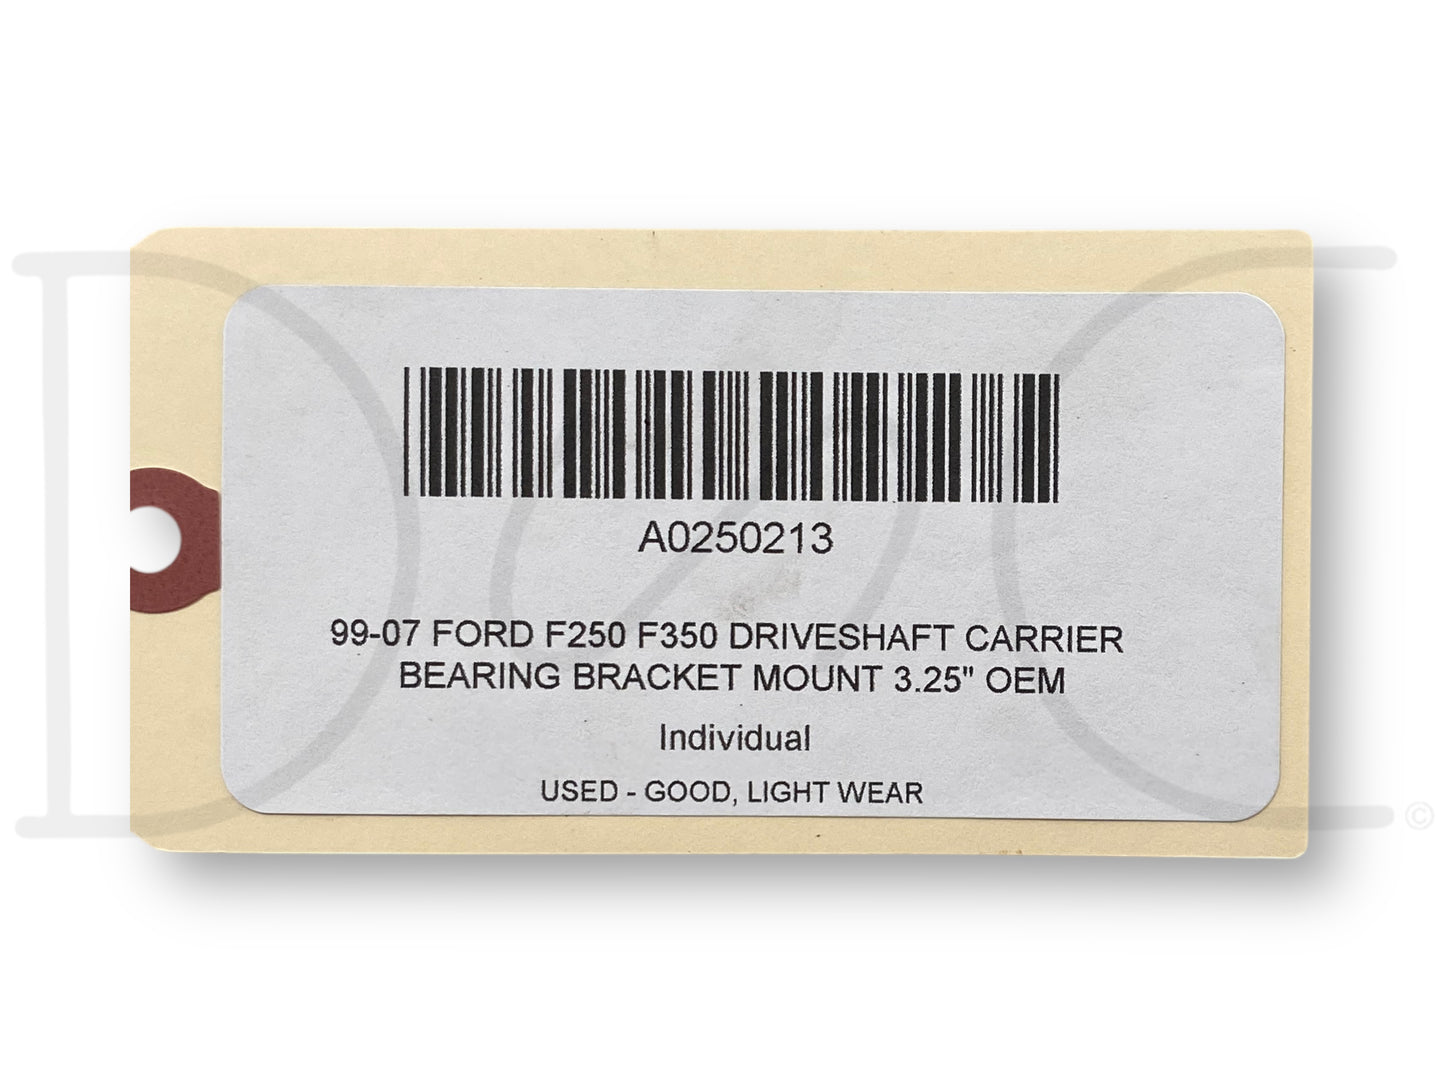 A0250213
99-07 FORD F250 F350 DRIVESHAFT CARRIER
BEARING BRACKET MOUNT 3.25" OEM
Individual
USED - GOOD, LIGHT WEAR
©